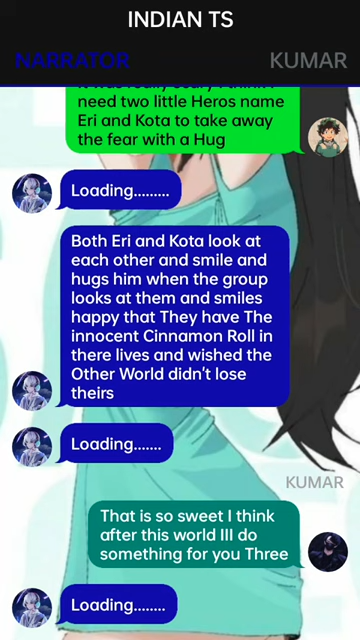 INDIAN TS
NARRATOR
KUMAR
need two little Heros name
Eri and Kota to take away
the fear with a Hug
Loading.........
Both Eri and Kota look at
each other and smile and
hugs him when the group
looks at them and smiles
happy that They have The
innocent Cinnamon Roll in
there lives and wished the
Other World didn't lose
theirs
Loading.......
KUMAR
That is so sweet I think
after this world III do
something for you Three
Loading........